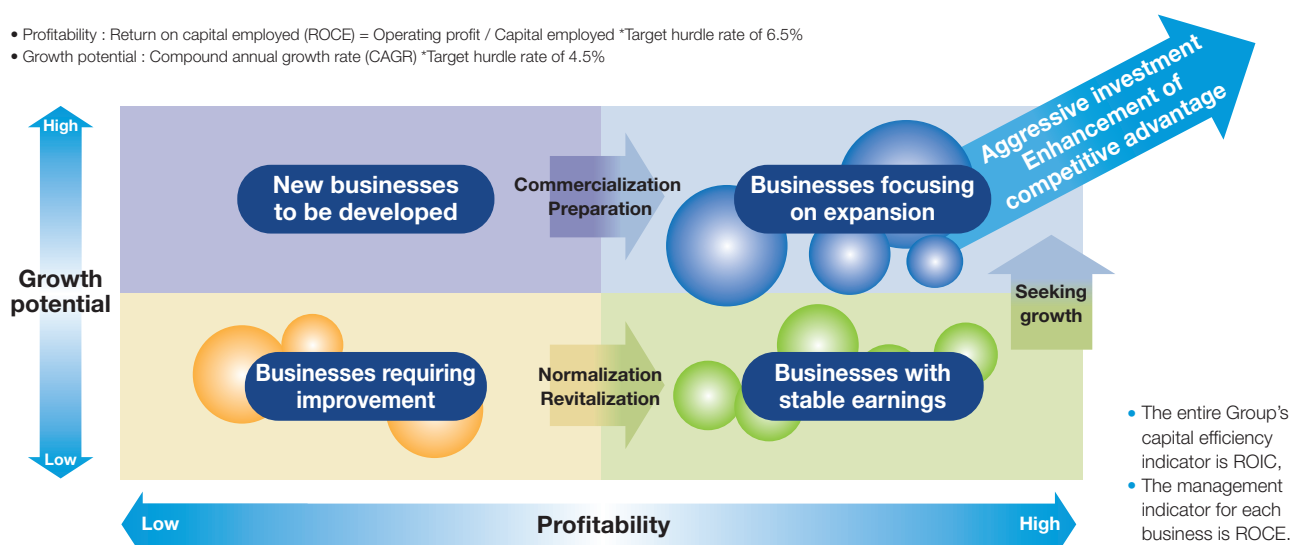 • Profitability : Return on capital employed (ROCE) = Operating profit / Capital employed *Target hurdle rate of 6.5%
• Growth potential : Compound annual growth rate (CAGR) *Target hurdle rate of 4.5%
Aggressive investment
Enhancement of
competitive advantage
High
New businesses
to be developed
Commercialization
Preparation
Businesses focusing
on expansion
Growth
potential
Seeking
growth
Businesses requiring
improvement
Normalization
Revitalization
Businesses with
stable earnings
Low
• The entire Group's
capital efficiency
indicator is ROIC,
• The management
indicator for each
business is ROCE.
Low
Profitability
High